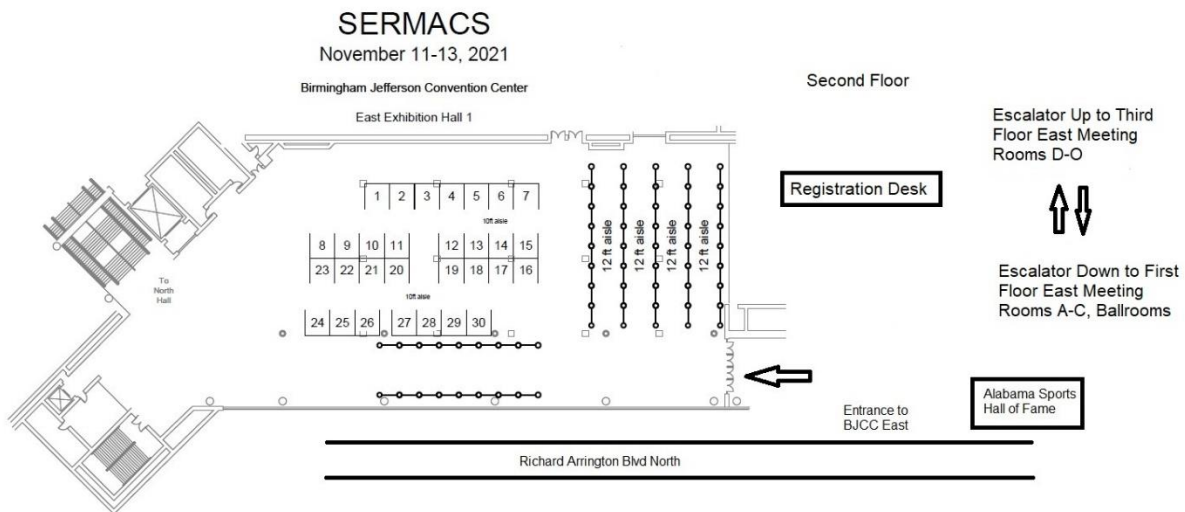 SERMACS
November 11-13, 2021
Birmingham Jefferson Convention Center
East Exhibition Hall 1
Second Floor
Escalator Up to Third
Floor East Meeting
Rooms D-O
Registration Desk
1 2 3 4 5 6 7
10ft aisle
8 9 10 11 12 13 14 15
23 22 21 20 19 18 17 16
10ft aisle
24 25 26 27 28 29 30
12 ft aisle
12 ft aisle
12 ft aisle
12 ft aisle
To
North
Hall
Escalator Down to First
Floor East Meeting
Rooms A-C, Ballrooms
Entrance to
BJCC East
Alabama Sports
Hall of Fame
Richard Arrington Blvd North